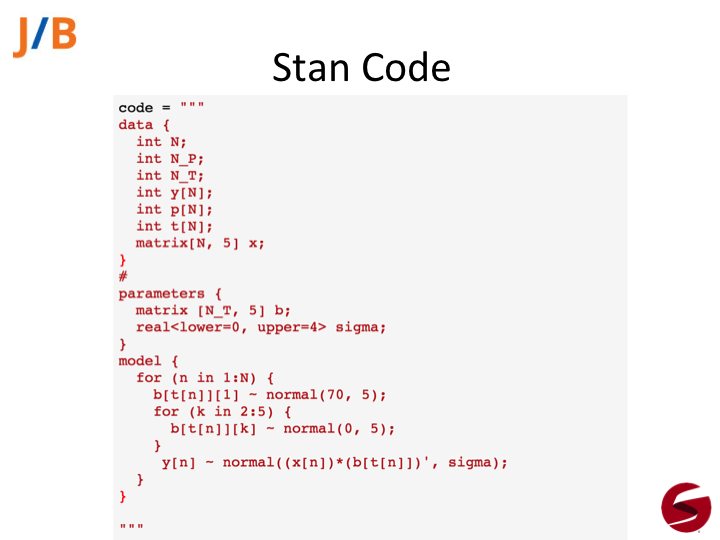 J/B
Stan Code
code = """
data {
  int N;
  int N_P;
  int N_T;
  int y[N];
  int p[N];
  int t[N];
  matrix[N, 5] x;
}
#
parameters {
  matrix [N_T, 5] b;
  real<lower=0, upper=4> sigma;
}
model {
  for (n in 1:N) {
    b[t[n]][1] ~ normal(70, 5);
    for (k in 2:5) {
      b[t[n]][k] ~ normal(0, 5);
    }
     y[n] ~ normal((x[n])*(b[t[n]])', sigma);
  }
}
"""